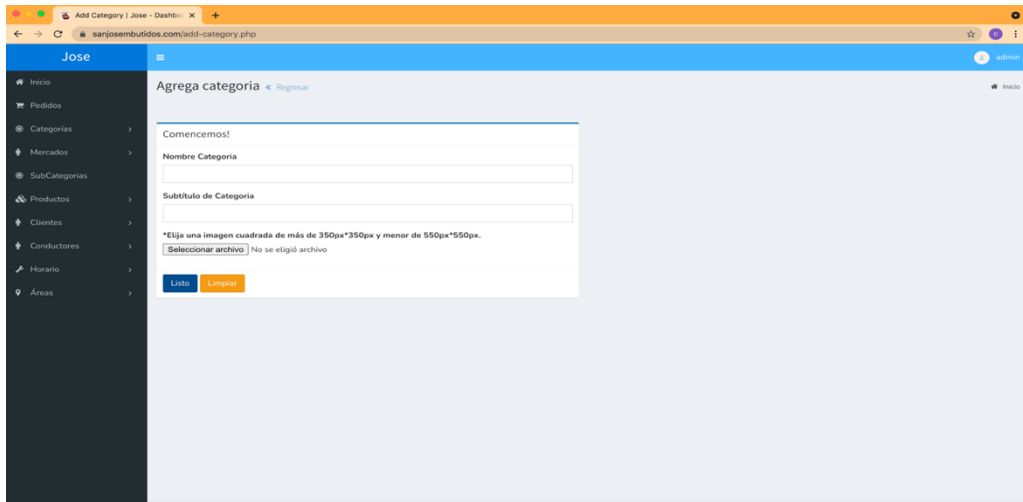 Add Category | Jose - Dashbo
sanjosembutidos.com/add-category.php
Jose
admin
Inicio
Agrega categoria « Regresar
Inicio
Pedidos
Categorías
Mercados
SubCategorias
Productos
Clientes
Conductores
Horario
Áreas
Comencemos!
Nombre Categoria
Subtítulo de Categoria
*Elija una imagen cuadrada de más de 350px*350px y menor de 550px*550px.
Seleccionar archivo No se eligió archivo
Listo Limpiar